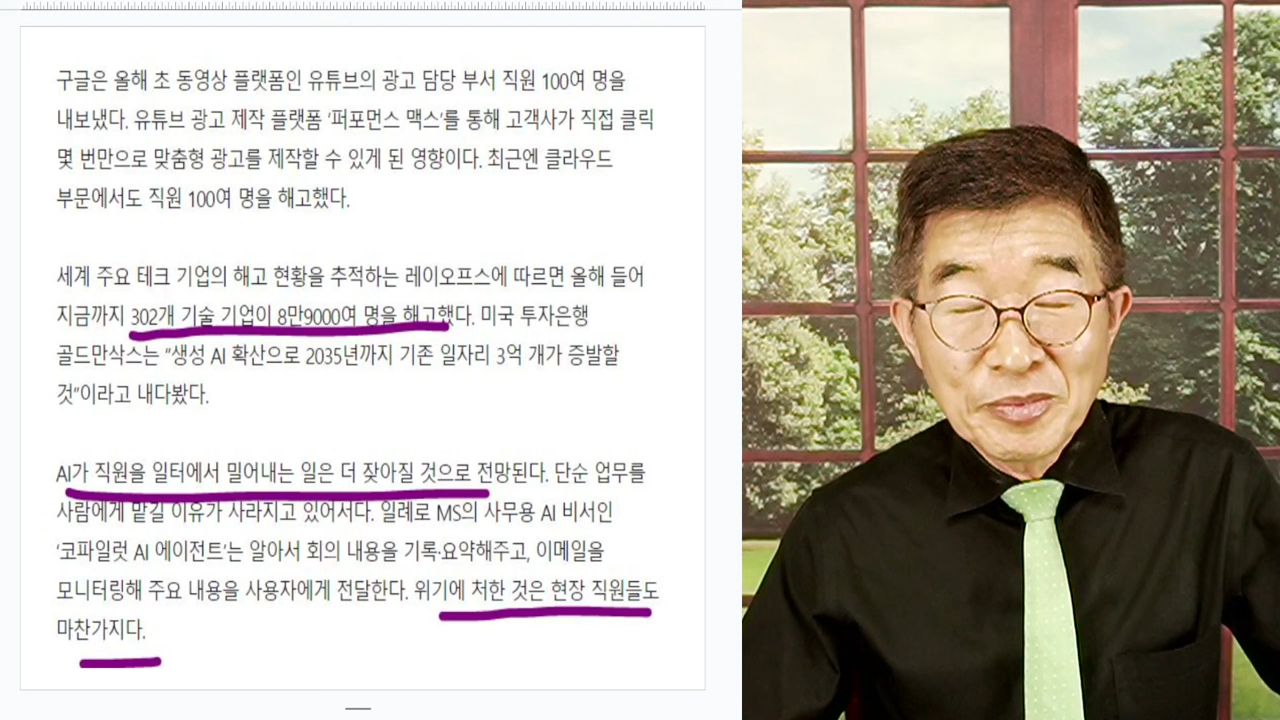 구글은 올해 초 동영상 플랫폼인 유튜브의 광고 담당 부서 직원 100여 명을
내보냈다. 유튜브 광고 제작 플랫폼 ‘퍼포먼스 맥스’를 통해 고객사가 직접 클릭
몇 번만으로 맞춤형 광고를 제작할 수 있게 된 영향이다. 최근엔 클라우드
부문에서도 직원 100여 명을 해고했다.
세계 주요 테크 기업의 해고 현황을 추적하는 레이오프스에 따르면 올해 들어
지금까지 302개 기술 기업이 8만9000여 명을 해고했다. 미국 투자은행
골드만삭스는 “생성 AI 확산으로 2035년까지 기존 일자리 3억 개가 증발할
것”이라고 내다봤다.
AI가 직원을 일터에서 밀어내는 일은 더 잦아질 것으로 전망된다. 단순 업무를
사람에게 맡길 이유가 사라지고 있어서다. 일례로 MS의 사무용 AI 비서인
‘코파일럿 AI 에이전트’는 알아서 회의 내용을 기록·요약해주고, 이메일을
모니터링해 주요 내용을 사용자에게 전달한다. 위기에 처한 것은 현장 직원들도
마찬가지다.